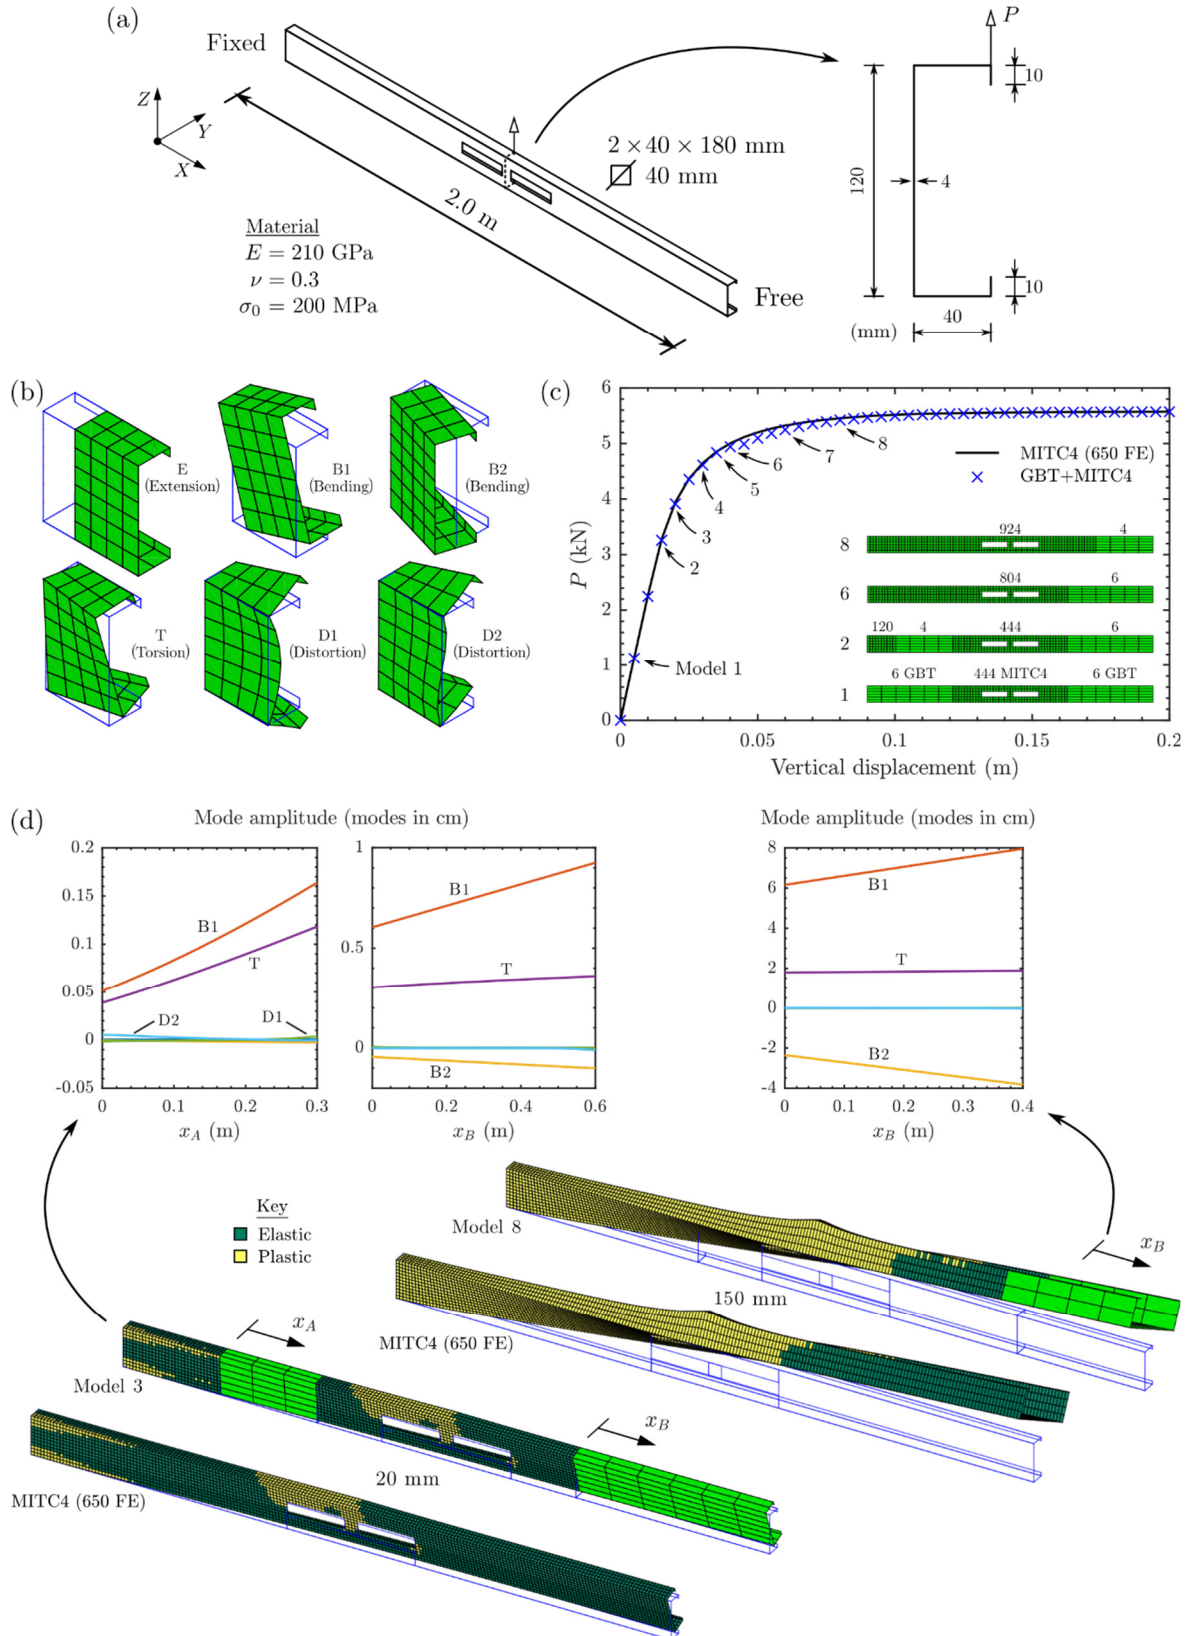 (a)
Fixed
Z
Y
X
2.0 m
2 × 40 × 180 mm
40 mm
Material
E = 210 GPa
ν = 0.3
σ0 = 200 MPa
Free
P
10
120
4
10
40
(mm)
(b)
E
(Extension)
B1
(Bending)
B2
(Bending)
T
(Torsion)
D1
(Distortion)
D2
(Distortion)
(c)
6
5
4
3
2
1
0
P (kN)
0
0.05
0.1
0.15
0.2
Vertical displacement (m)
MITC4 (650 FE)
GBT+MITC4
8
7
6
5
4
3
2
Model 1
924
4
8
804
6
6
120
4
444
6
2
6 GBT
444 MITC4
6 GBT
1
(d)
Mode amplitude (modes in cm)
0.2
0.15
0.1
0.05
0
-0.05
B1
T
D2
D1
0
0.1
0.2
0.3
xA (m)
1
0.5
0
B1
T
B2
0
0.2
0.4
0.6
xB (m)
Mode amplitude (modes in cm)
8
6
4
2
0
-2
-4
B1
T
B2
0
0.1
0.2
0.3
0.4
xB (m)
Key
Elastic
Plastic
Model 8
xB
150 mm
MITC4 (650 FE)
xA
Model 3
xB
20 mm
MITC4 (650 FE)